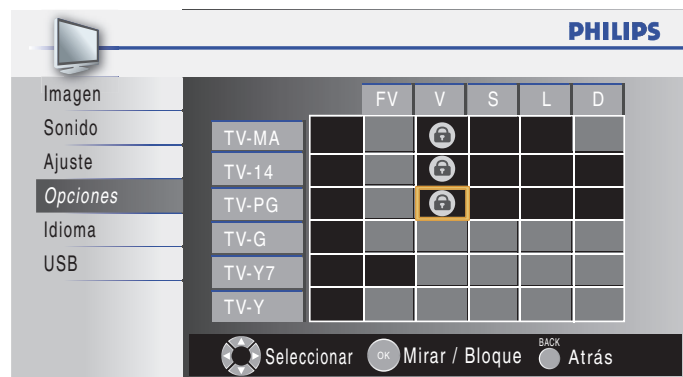 PHILIPS
Imagen
Sonido
Ajuste
Opciones
Idioma
USB
FV V S L D
TV-MA
TV-14
TV-PG
TV-G
TV-Y7
TV-Y
Seleccionar OK Mirar / Bloque BACK Atrás